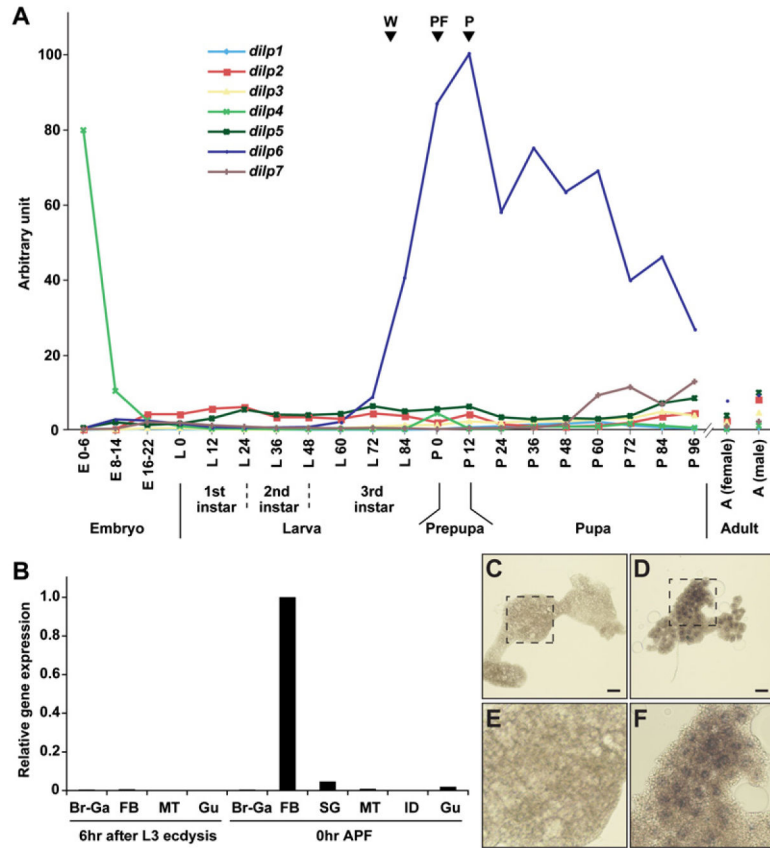 A
W PF P
dilp1
dilp2
dilp3
dilp4
dilp5
dilp6
dilp7
Arbitrary unit
100
80
60
40
20
0
E 0-6 E 8-14 E 16-22 L 0 L 12 L 24 L 36 L 48 L 60 L 72 L 84 P 0 P 12 P 24 P 36 P 48 P 60 P 72 P 84 P 96 A (female) A (male)
1st instar 2nd instar 3rd instar
Embryo Larva Prepupa Pupa Adult
B
Relative gene expression
1.0
0.8
0.6
0.4
0.2
0
Br-Ga FB MT Gu Br-Ga FB SG MT ID Gu
6hr after L3 ecdysis 0hr APF
C D
E F